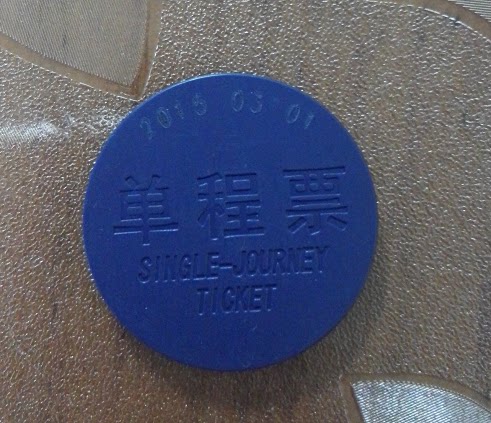 2015 03 01
单程票
SINGLE-JOURNEY
TICKET